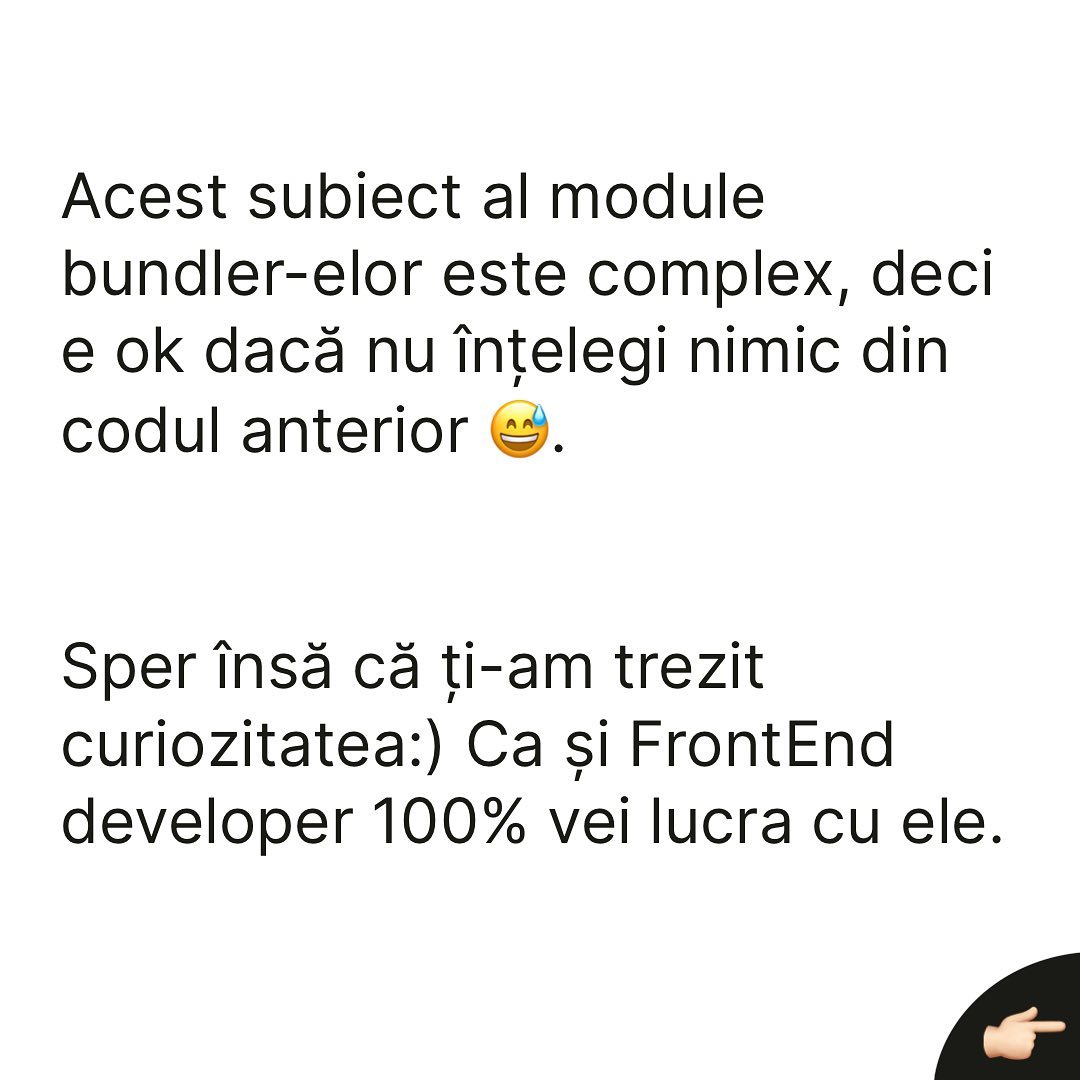 Acest subiect al module
bundler-elor este complex, deci
e ok dacă nu înțelegi nimic din
codul anterior 😅.
Sper însă că ți-am trezit
curiozitatea:) Ca și FrontEnd
developer 100% vei lucra cu ele.